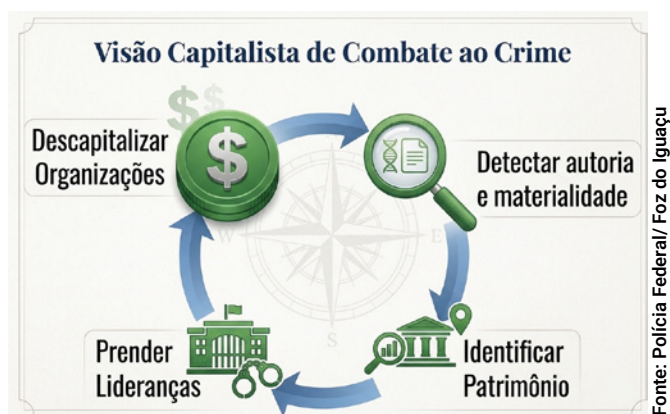 Visão Capitalista de Combate ao Crime
$
$
Descapitalizar
Organizações
$
Detectar autoria
e materialidade
W
E
S
Prender
Lideranças
Identificar
Patrimônio
Fonte: Polícia Federal/ Foz do Iguaçu